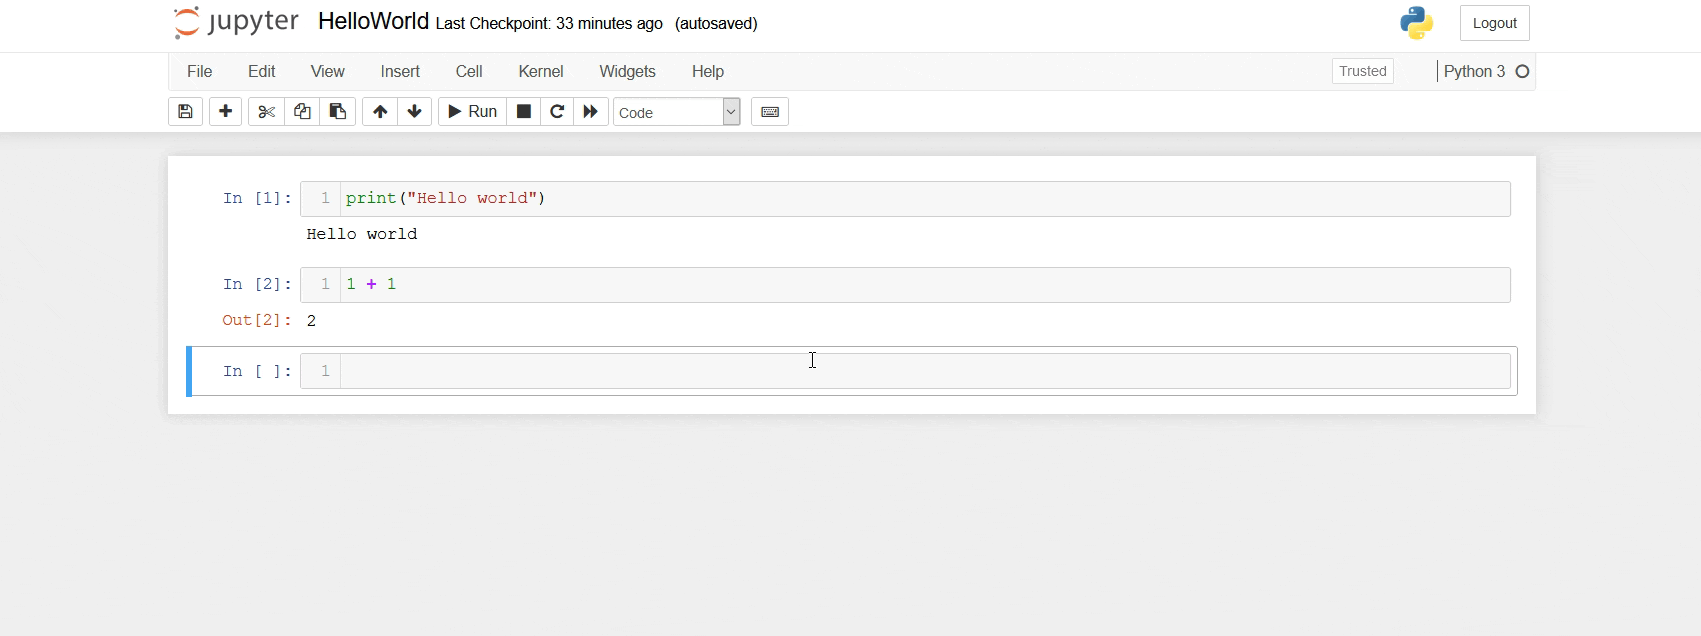 jupyter HelloWorld Last Checkpoint: 33 minutes ago (autosaved) Logout
File Edit View Insert Cell Kernel Widgets Help Trusted Python 3
Run Code
In [1]: 1 print("Hello world")
Hello world
In [2]: 1 1 + 1
Out[2]: 2
In [ ]: 1